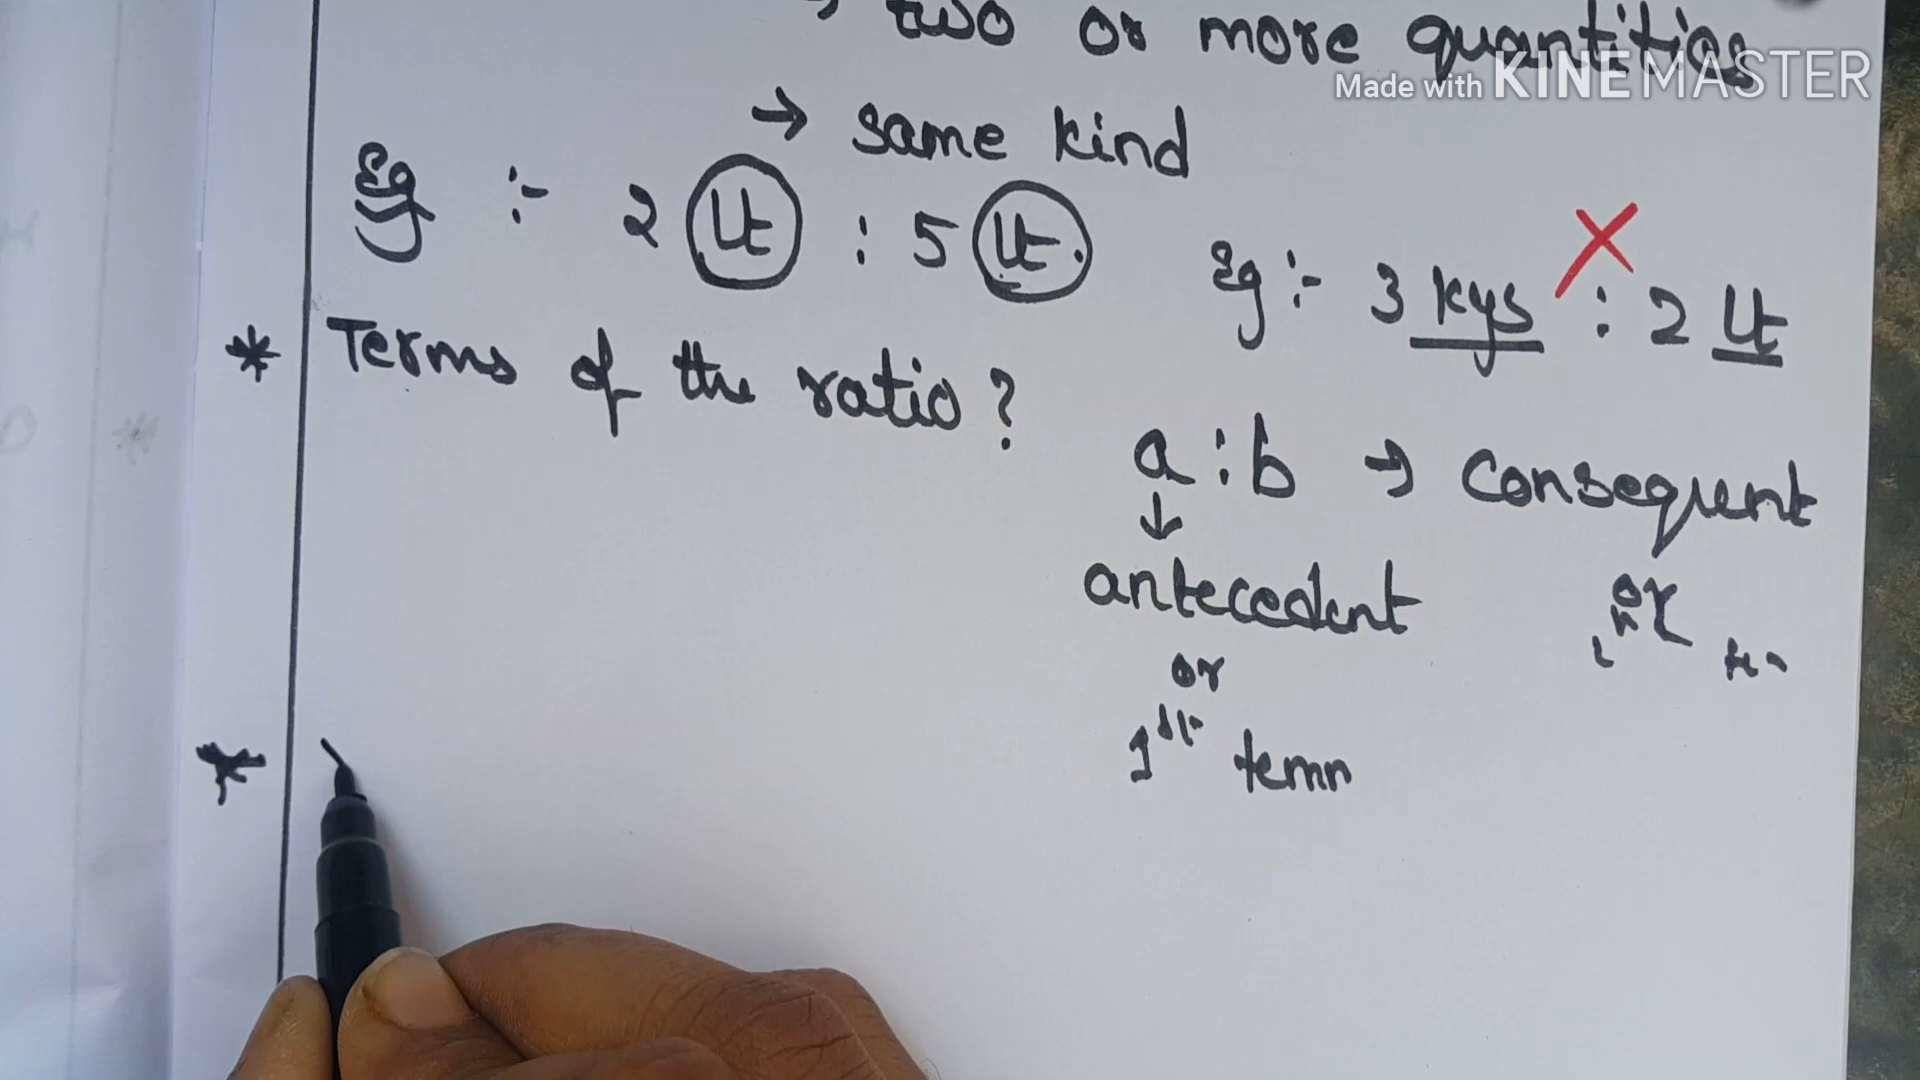 → two or more quantities
Made with KINEMASTER
→ same kind
Eg :- 2 Lt : 5 Lt.
Eg :- 3 kgs : 2 Lt
* Terms of the ratio?
a : b → consequent
↓
antecedent or
or
1st term
*